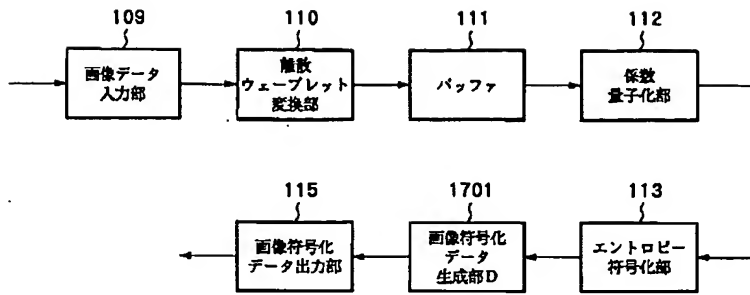 109
110
111
112
画像データ
入力部
離散
ウェーブレット
変換部
バッファ
係数
量子化部
115
1701
113
画像符号化
データ出力部
画像符号化
データ
生成部D
エントロピー
符号化部